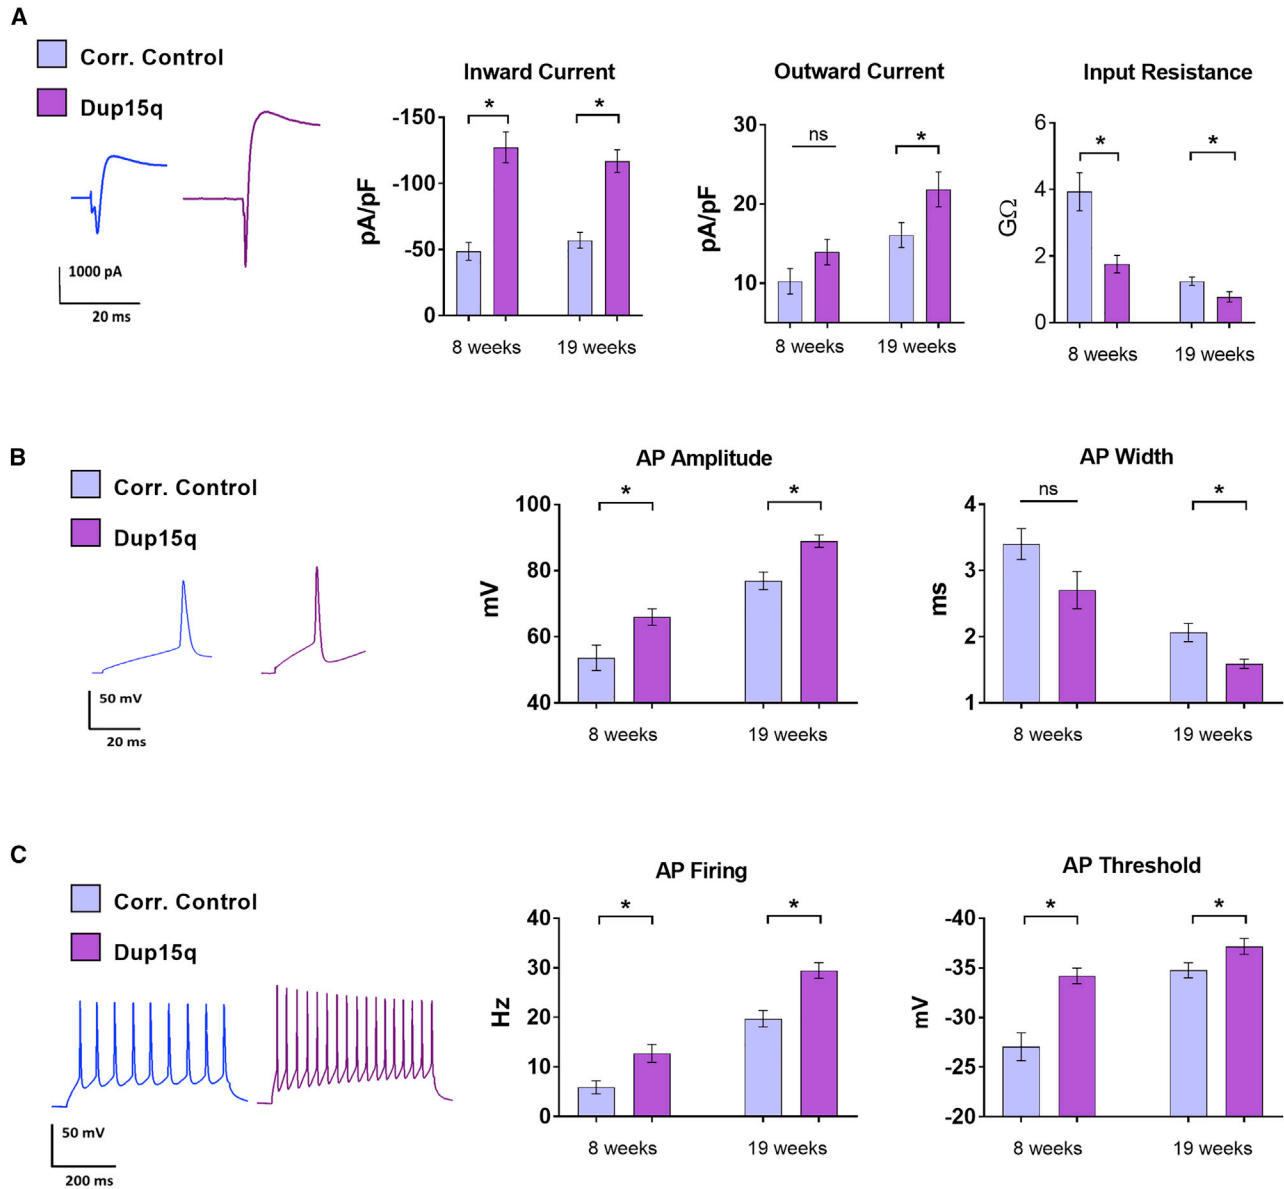 A
Corr. Control
Dup15q
1000 pA
20 ms
Inward Current
* *
-150
-100
-50
0
pA/pF
8 weeks 19 weeks
Outward Current
ns *
30
20
10
pA/pF
8 weeks 19 weeks
Input Resistance
* *
6
4
2
0
GΩ
8 weeks 19 weeks
B
Corr. Control
Dup15q
50 mV
20 ms
AP Amplitude
* *
100
80
60
40
mV
8 weeks 19 weeks
AP Width
ns *
4
3
2
1
ms
8 weeks 19 weeks
C
Corr. Control
Dup15q
50 mV
200 ms
AP Firing
* *
40
30
20
10
0
Hz
8 weeks 19 weeks
AP Threshold
* *
-40
-35
-30
-25
-20
mV
8 weeks 19 weeks